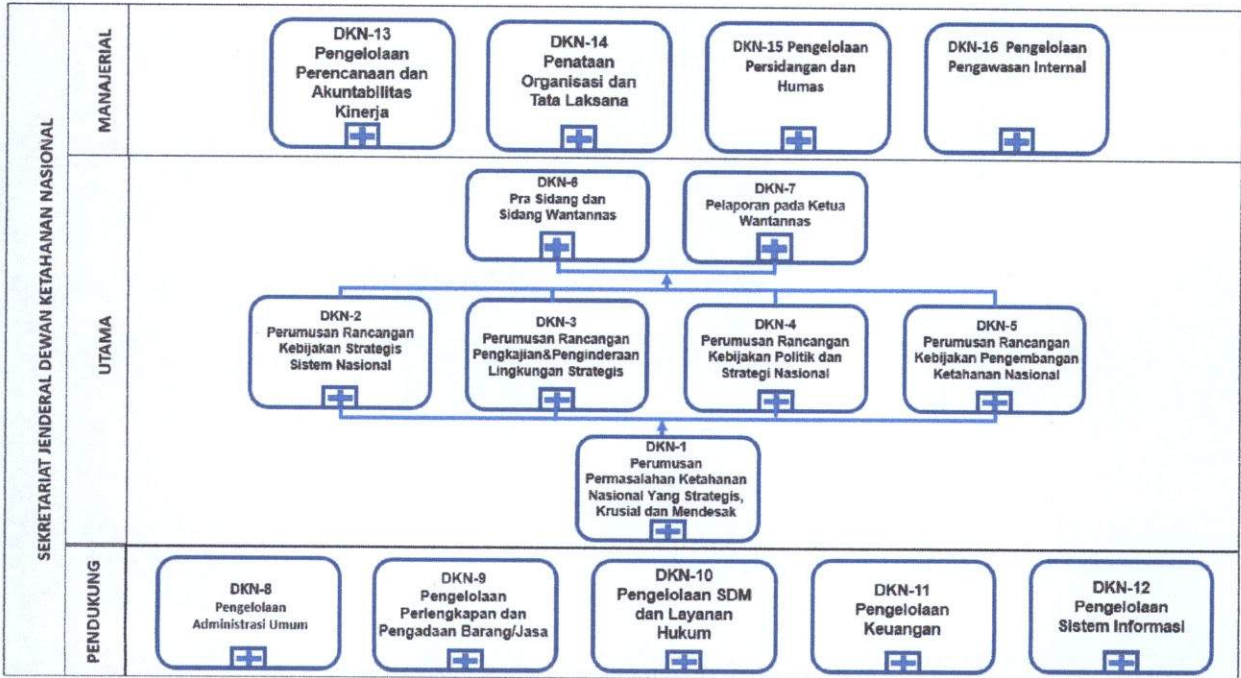 SEKRETARIAT JENDERAL DEWAN KETAHANAN NASIONAL
MANAJERIAL
DKN-13
Pengelolaan
Perencanaan dan
Akuntabilitas
Kinerja
DKN-14
Penataan
Organisasi dan
Tata Laksana
DKN-15 Pengelolaan
Persidangan dan
Humas
DKN-16 Pengelolaan
Pengawasan Internal
UTAMA
DKN-6
Pra Sidang dan
Sidang Wantannas
DKN-7
Pelaporan pada Ketua
Wantannas
DKN-2
Perumusan Rancangan
Kebijakan Strategis
Sistem Nasional
DKN-3
Perumusan Rancangan
Pengkajian&Penginderaan
Lingkungan Strategis
DKN-4
Perumusan Rancangan
Kebijakan Politik dan
Strategi Nasional
DKN-5
Perumusan Rancangan
Kebijakan Pengembangan
Ketahanan Nasional
DKN-1
Perumusan
Permasalahan Ketahanan
Nasional Yang Strategis,
Krusial dan Mendesak
PENDUKUNG
DKN-8
Pengelolaan
Administrasi Umum
DKN-9
Pengelolaan
Perlengkapan dan
Pengadaan Barang/Jasa
DKN-10
Pengelolaan SDM
dan Layanan
Hukum
DKN-11
Pengelolaan
Keuangan
DKN-12
Pengelolaan
Sistem Informasi